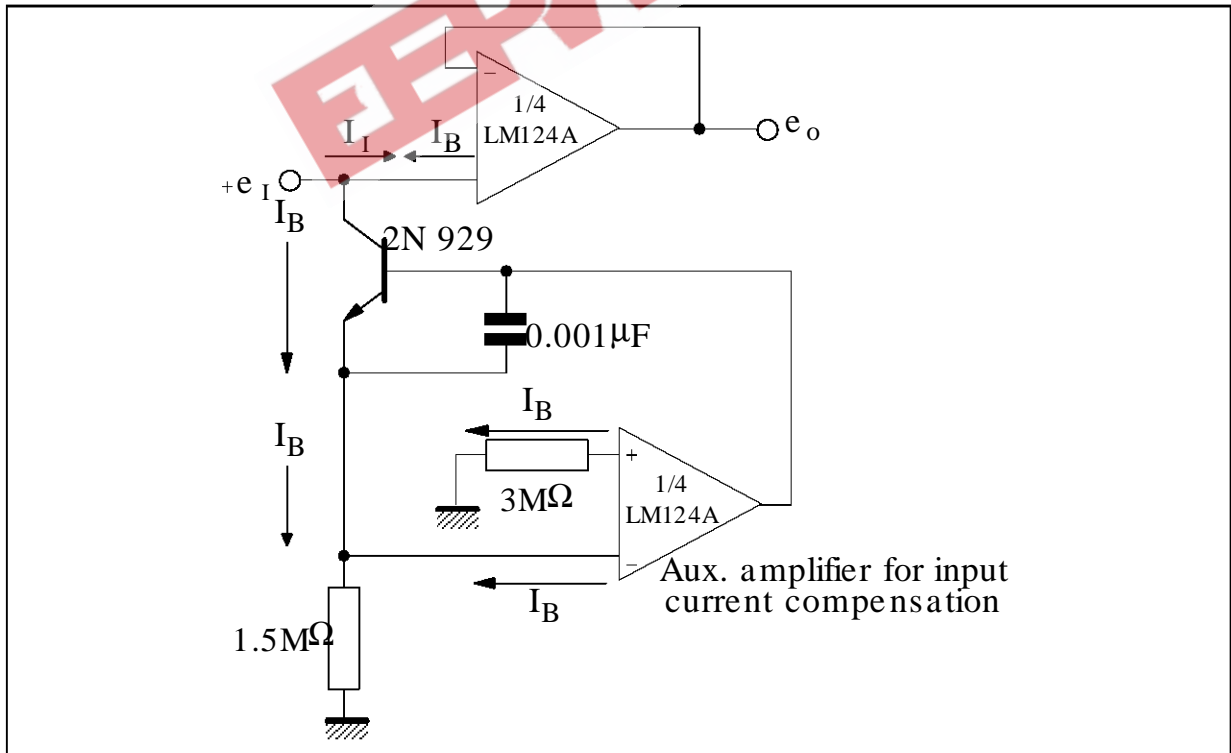 −
1/4
LM124A
e o
I I
I B
+e I
I B
2N 929
0.001µF
I B
I B
+
3MΩ
1/4
LM124A
−
I B
Aux. amplifier for input
current compensation
1.5MΩ